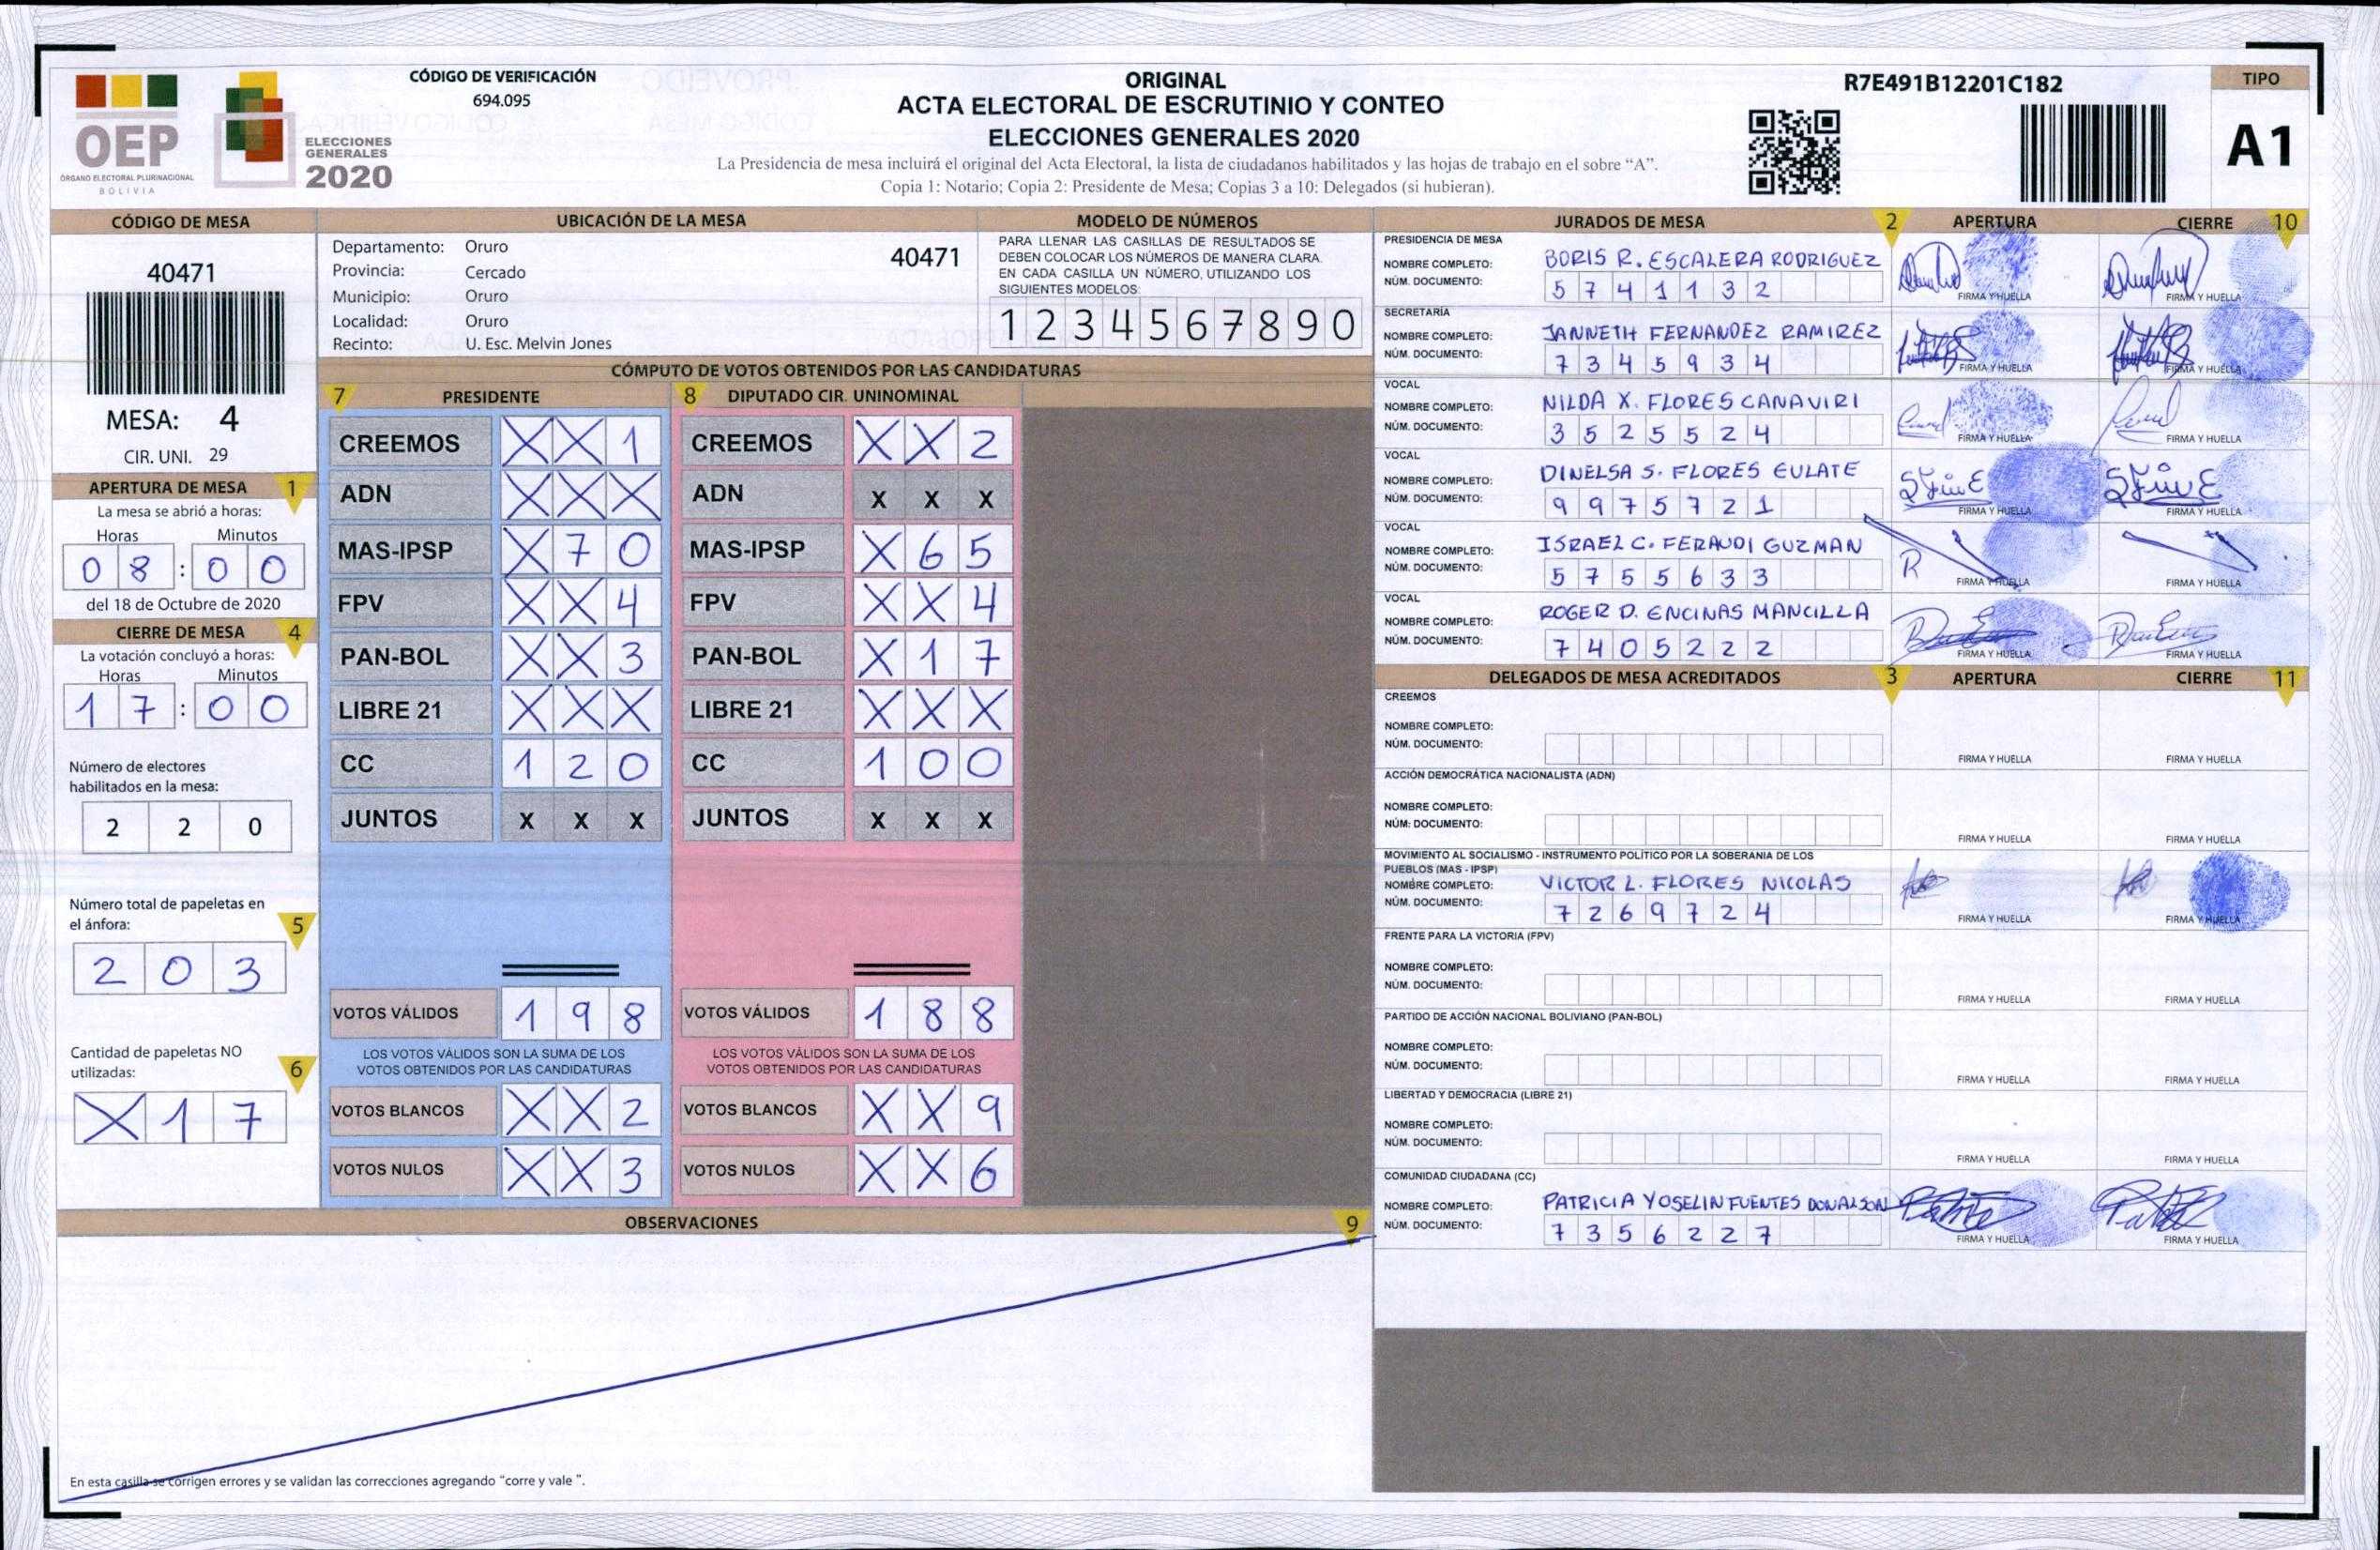 OEP
ÓRGANO ELECTORAL PLURINACIONAL
BOLIVIA
ELECCIONES
GENERALES
2020
CÓDIGO DE VERIFICACIÓN
694.095
ORIGINAL
ACTA ELECTORAL DE ESCRUTINIO Y CONTEO
ELECCIONES GENERALES 2020
La Presidencia de mesa incluirá el original del Acta Electoral, la lista de ciudadanos habilitados y las hojas de trabajo en el sobre “A”.
Copia 1: Notario; Copia 2: Presidente de Mesa; Copias 3 a 10: Delegados (si hubieran).
R7E491B12201C182
TIPO
A1
CÓDIGO DE MESA
40471
MESA: 4
CIR. UNI. 29
APERTURA DE MESA 1
La mesa se abrió a horas:
Horas Minutos
0 8 : 0 0
del 18 de Octubre de 2020
CIERRE DE MESA 4
La votación concluyó a horas:
Horas Minutos
1 7 : 0 0
Número de electores
habilitados en la mesa:
2 2 0
Número total de papeletas en
el ánfora: 5
2 0 3
Cantidad de papeletas NO
utilizadas: 6
X 1 7
UBICACIÓN DE LA MESA
Departamento: Oruro 40471
Provincia: Cercado
Municipio: Oruro
Localidad: Oruro
Recinto: U. Esc. Melvin Jones
MODELO DE NÚMEROS
PARA LLENAR LAS CASILLAS DE RESULTADOS SE
DEBEN COLOCAR LOS NÚMEROS DE MANERA CLARA.
EN CADA CASILLA UN NÚMERO, UTILIZANDO LOS
SIGUIENTES MODELOS:
1 2 3 4 5 6 7 8 9 0
CÓMPUTO DE VOTOS OBTENIDOS POR LAS CANDIDATURAS
7 PRESIDENTE 8 DIPUTADO CIR. UNINOMINAL
CREEMOS X X 1 CREEMOS X X 2
ADN X X X ADN X X X
MAS-IPSP X 7 0 MAS-IPSP X 6 5
FPV X X 4 FPV X X 4
PAN-BOL X X 3 PAN-BOL X 1 7
LIBRE 21 X X X LIBRE 21 X X X
CC 1 2 0 CC 1 0 0
JUNTOS X X X JUNTOS X X X
VOTOS VÁLIDOS 1 9 8 VOTOS VÁLIDOS 1 8 8
LOS VOTOS VÁLIDOS SON LA SUMA DE LOS LOS VOTOS VÁLIDOS SON LA SUMA DE LOS
VOTOS OBTENIDOS POR LAS CANDIDATURAS VOTOS OBTENIDOS POR LAS CANDIDATURAS
VOTOS BLANCOS X X 2 VOTOS BLANCOS X X 9
VOTOS NULOS X X 3 VOTOS NULOS X X 6
OBSERVACIONES 9
En esta casilla se corrigen errores y se validan las correcciones agregando “corre y vale ”.
JURADOS DE MESA 2 APERTURA CIERRE 10
PRESIDENCIA DE MESA
NOMBRE COMPLETO: BORIS R. ESCALERA RODRIGUEZ
NÚM. DOCUMENTO: 5 7 4 1 1 3 2
FIRMA Y HUELLA FIRMA Y HUELLA
SECRETARÍA
NOMBRE COMPLETO: JANNETH FERNANDEZ RAMIREZ
NÚM. DOCUMENTO: 7 3 4 5 9 3 4
FIRMA Y HUELLA FIRMA Y HUELLA
VOCAL
NOMBRE COMPLETO: NILDA X. FLORES CANAVIRI
NÚM. DOCUMENTO: 3 5 2 5 5 2 4
FIRMA Y HUELLA FIRMA Y HUELLA
VOCAL
NOMBRE COMPLETO: DINELSA S. FLORES EULATE
NÚM. DOCUMENTO: 9 9 7 5 7 2 1
FIRMA Y HUELLA FIRMA Y HUELLA
VOCAL
NOMBRE COMPLETO: ISRAEL C. FERAUDI GUZMAN
NÚM. DOCUMENTO: 5 7 5 5 6 3 3
FIRMA Y HUELLA FIRMA Y HUELLA
VOCAL
NOMBRE COMPLETO: ROGER D. ENCINAS MANCILLA
NÚM. DOCUMENTO: 7 4 0 5 2 2 2
FIRMA Y HUELLA FIRMA Y HUELLA
DELEGADOS DE MESA ACREDITADOS 3 APERTURA CIERRE 11
CREEMOS
NOMBRE COMPLETO:
NÚM. DOCUMENTO:
FIRMA Y HUELLA FIRMA Y HUELLA
ACCIÓN DEMOCRÁTICA NACIONALISTA (ADN)
NOMBRE COMPLETO:
NÚM: DOCUMENTO:
FIRMA Y HUELLA FIRMA Y HUELLA
MOVIMIENTO AL SOCIALISMO - INSTRUMENTO POLÍTICO POR LA SOBERANIA DE LOS
PUEBLOS (MAS - IPSP)
NOMBRE COMPLETO: VICTOR L. FLORES NICOLAS
NÚM. DOCUMENTO: 7 2 6 9 7 2 4
FIRMA Y HUELLA FIRMA Y HUELLA
FRENTE PARA LA VICTORIA (FPV)
NOMBRE COMPLETO:
NÚM. DOCUMENTO:
FIRMA Y HUELLA FIRMA Y HUELLA
PARTIDO DE ACCIÓN NACIONAL BOLIVIANO (PAN-BOL)
NOMBRE COMPLETO:
NÚM. DOCUMENTO:
FIRMA Y HUELLA FIRMA Y HUELLA
LIBERTAD Y DEMOCRACIA (LIBRE 21)
NOMBRE COMPLETO:
NÚM. DOCUMENTO:
FIRMA Y HUELLA FIRMA Y HUELLA
COMUNIDAD CIUDADANA (CC)
NOMBRE COMPLETO: PATRICIA YOSELIN FUENTES DONALSON
NÚM. DOCUMENTO: 7 3 5 6 2 2 7
FIRMA Y HUELLA FIRMA Y HUELLA